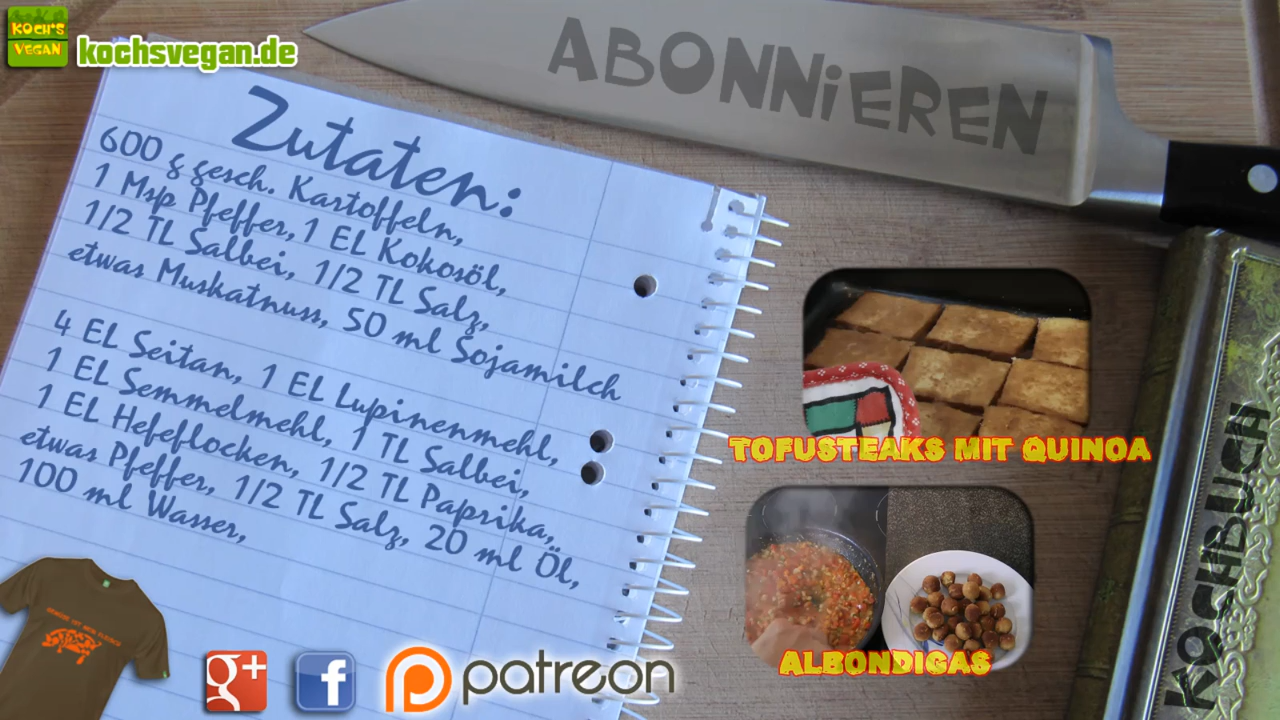 KOCH'S
VEGAN
kochsvegan.de
ABONNiEREN
Zutaten:
600 g gesch. Kartoffeln,
1 Msp Pfeffer, 1 EL Kokosöl,
1/2 TL Salbei, 1/2 TL Salz,
etwas Muskatnuss, 50 ml Sojamilch
4 EL Seitan, 1 EL Lupinenmehl,
1 EL Semmelmehl, 1 TL Salbei,
1 EL Hefeflocken, 1/2 TL Paprika,
etwas Pfeffer, 1/2 TL Salz, 20 ml Öl,
100 ml Wasser,
TOFUSTEAKS MIT QUINOA
ALBONDIGAS
KOCHBUCH
g+
f
patreon